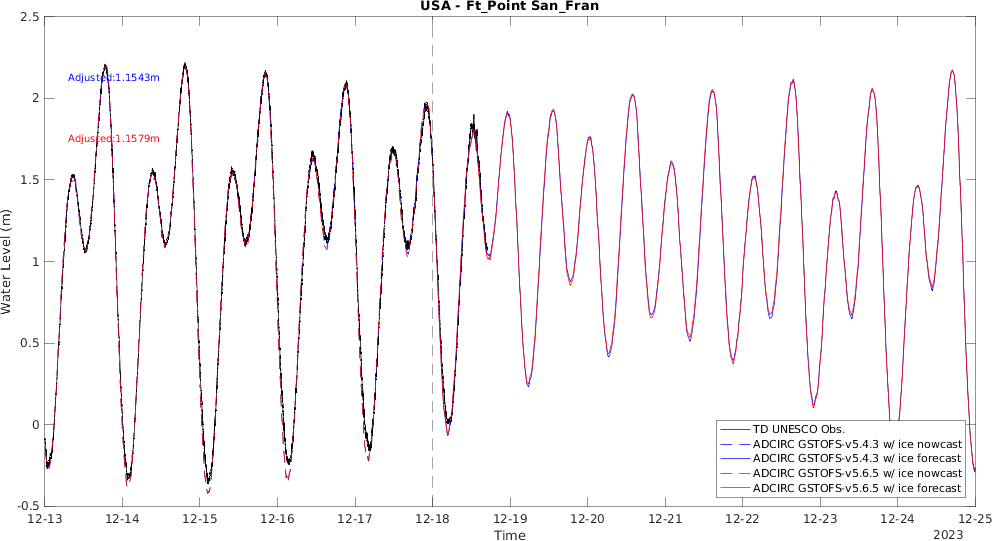 USA - Ft_Point San_Fran
Water Level (m)
2.5
2
1.5
1
0.5
0
-0.5
Adjusted:1.1543m
Adjusted:1.1579m
TD UNESCO Obs.
ADCIRC GSTOFS-v5.4.3 w/ ice nowcast
ADCIRC GSTOFS-v5.4.3 w/ ice forecast
ADCIRC GSTOFS-v5.6.5 w/ ice nowcast
ADCIRC GSTOFS-v5.6.5 w/ ice forecast
12-13 12-14 12-15 12-16 12-17 12-18 12-19 12-20 12-21 12-22 12-23 12-24 12-25
Time
2023